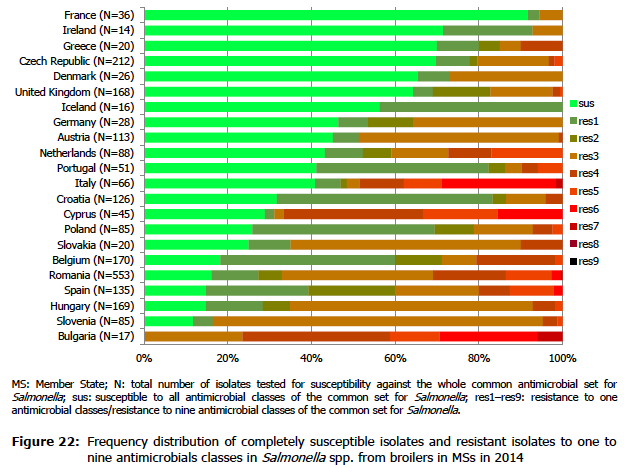 France (N=36)
Ireland (N=14)
Greece (N=20)
Czech Republic (N=212)
Denmark (N=26)
United Kingdom (N=168)
Iceland (N=16)
Germany (N=28)
Austria (N=113)
Netherlands (N=88)
Portugal (N=51)
Italy (N=66)
Croatia (N=126)
Cyprus (N=45)
Poland (N=85)
Slovakia (N=20)
Belgium (N=170)
Romania (N=553)
Spain (N=135)
Hungary (N=169)
Slovenia (N=85)
Bulgaria (N=17)
0% 20% 40% 60% 80% 100%
sus
res1
res2
res3
res4
res5
res6
res7
res8
res9
MS: Member State; N: total number of isolates tested for susceptibility against the whole common antimicrobial set for
Salmonella; sus: susceptible to all antimicrobial classes of the common set for Salmonella; res1–res9: resistance to one
antimicrobial classes/resistance to nine antimicrobial classes of the common set for Salmonella.
Figure 22: Frequency distribution of completely susceptible isolates and resistant isolates to one to
nine antimicrobials classes in Salmonella spp. from broilers in MSs in 2014